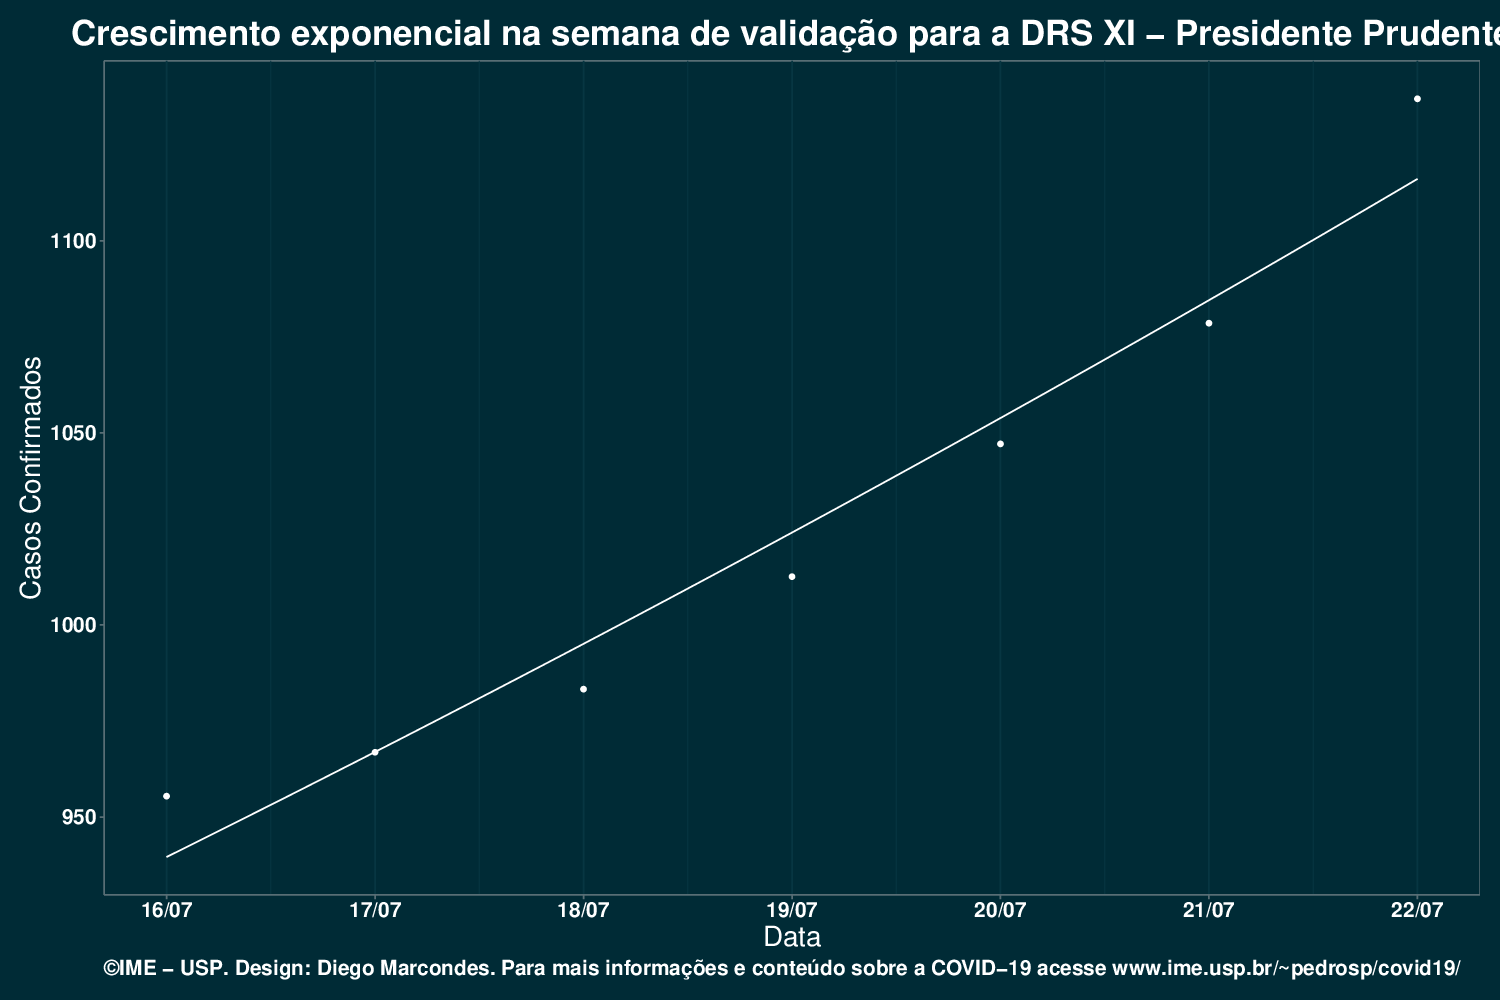 Crescimento exponencial na semana de validação para a DRS XI – Presidente Prudente
Casos Confirmados
1100
1050
1000
950
16/07 17/07 18/07 19/07 20/07 21/07 22/07
Data
©IME – USP. Design: Diego Marcondes. Para mais informações e conteúdo sobre a COVID–19 acesse www.ime.usp.br/~pedrosp/covid19/